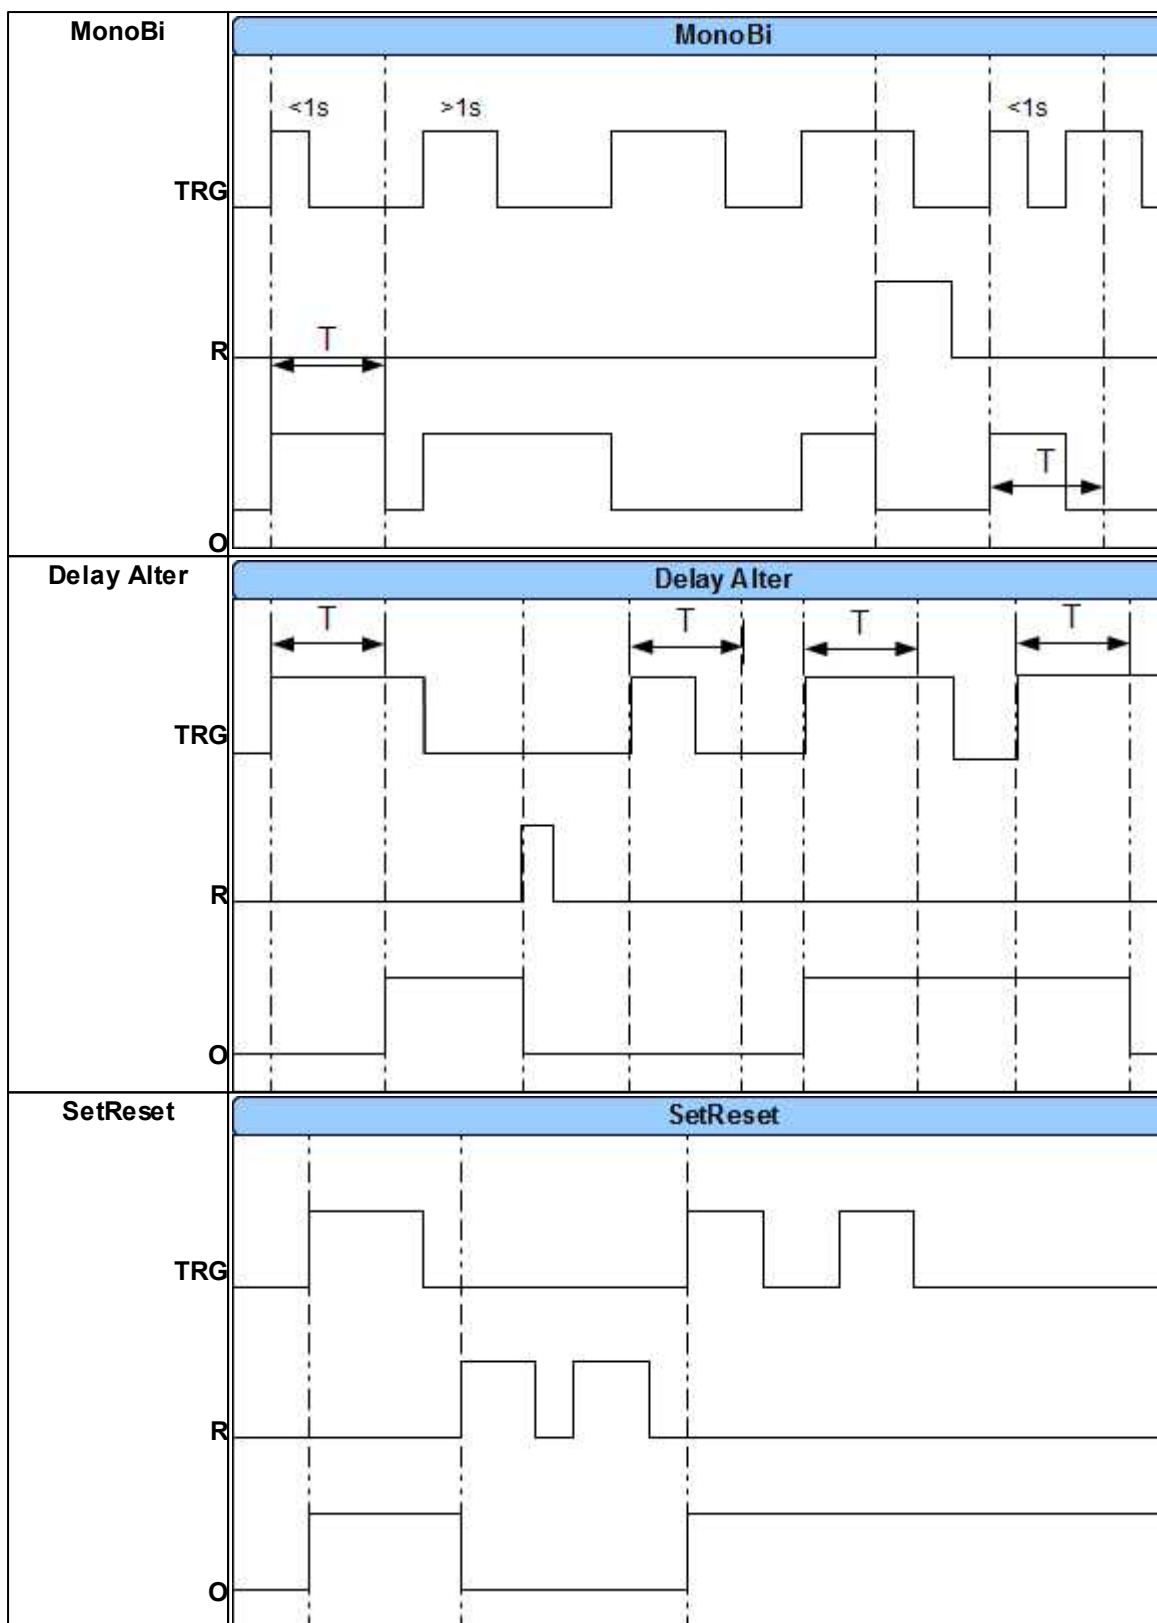 MonoBi
MonoBi
<1s
>1s
<1s
TRG
T
R
T
O
Delay Alter
Delay Alter
T
T
T
T
TRG
R
O
SetReset
SetReset
TRG
R
O